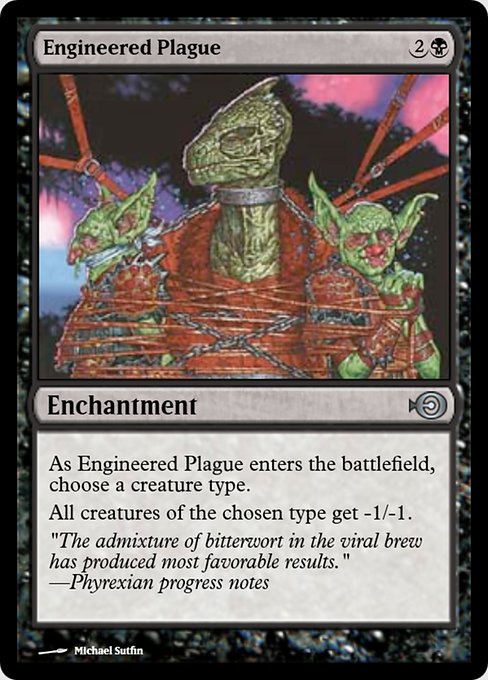 Engineered Plague 2
Enchantment
As Engineered Plague enters the battlefield,
choose a creature type.
All creatures of the chosen type get -1/-1.
"The admixture of bitterwort in the viral brew
has produced most favorable results."
—Phyrexian progress notes
Michael Sutfin